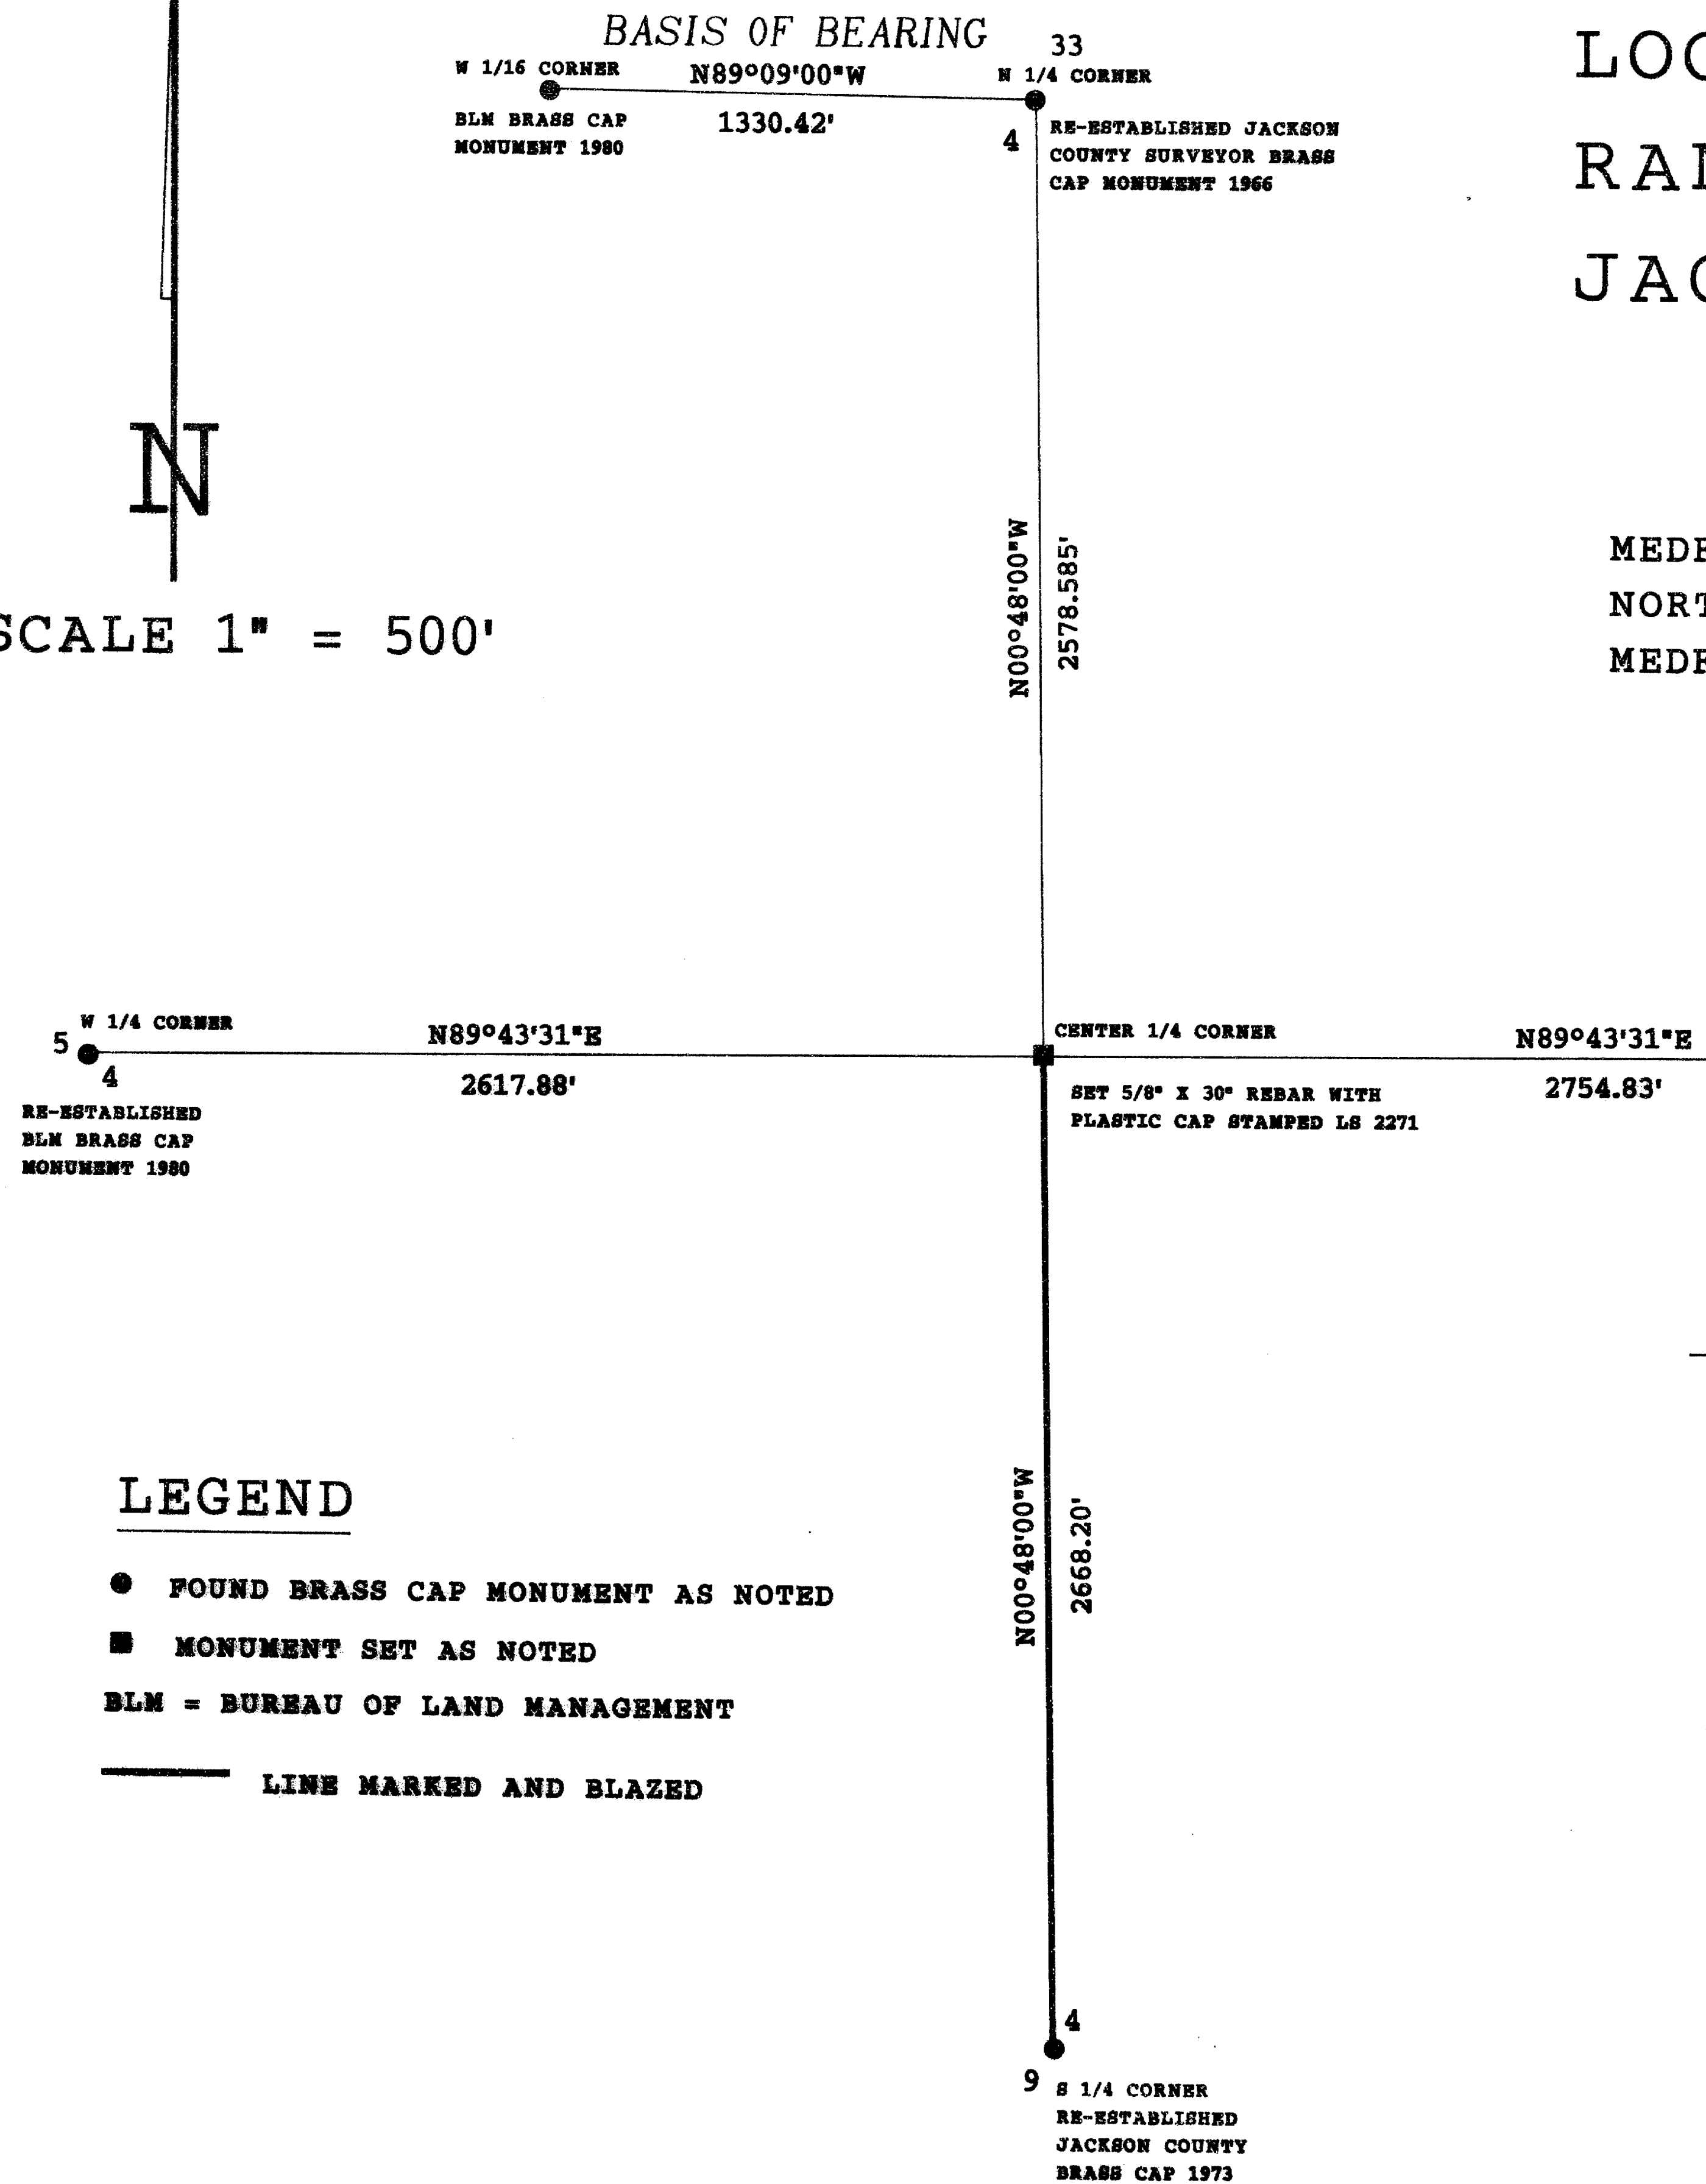 BASIS OF BEARING
33
W 1/16 CORNER
N89°09'00"W
N 1/4 CORNER
BLM BRASS CAP
MONUMENT 1980
1330.42'
4
RE-ESTABLISHED JACKSON
COUNTY SURVEYOR BRASS
CAP MONUMENT 1966
LOC
RAN
JAC
N
SCALE 1" = 500'
N00°48'00"W
2578.585'
MEDF
NORT
MEDF
5
W 1/4 CORNER
4
N89°43'31"E
2617.88'
RE-ESTABLISHED
BLM BRASS CAP
MONUMENT 1980
CENTER 1/4 CORNER
N89°43'31"E
2754.83'
SET 5/8" X 30" REBAR WITH
PLASTIC CAP STAMPED LS 2271
LEGEND
FOUND BRASS CAP MONUMENT AS NOTED
MONUMENT SET AS NOTED
BLM = BUREAU OF LAND MANAGEMENT
LINE MARKED AND BLAZED
N00°48'00"W
2668.20'
4
9
S 1/4 CORNER
RE-ESTABLISHED
JACKSON COUNTY
BRASS CAP 1973